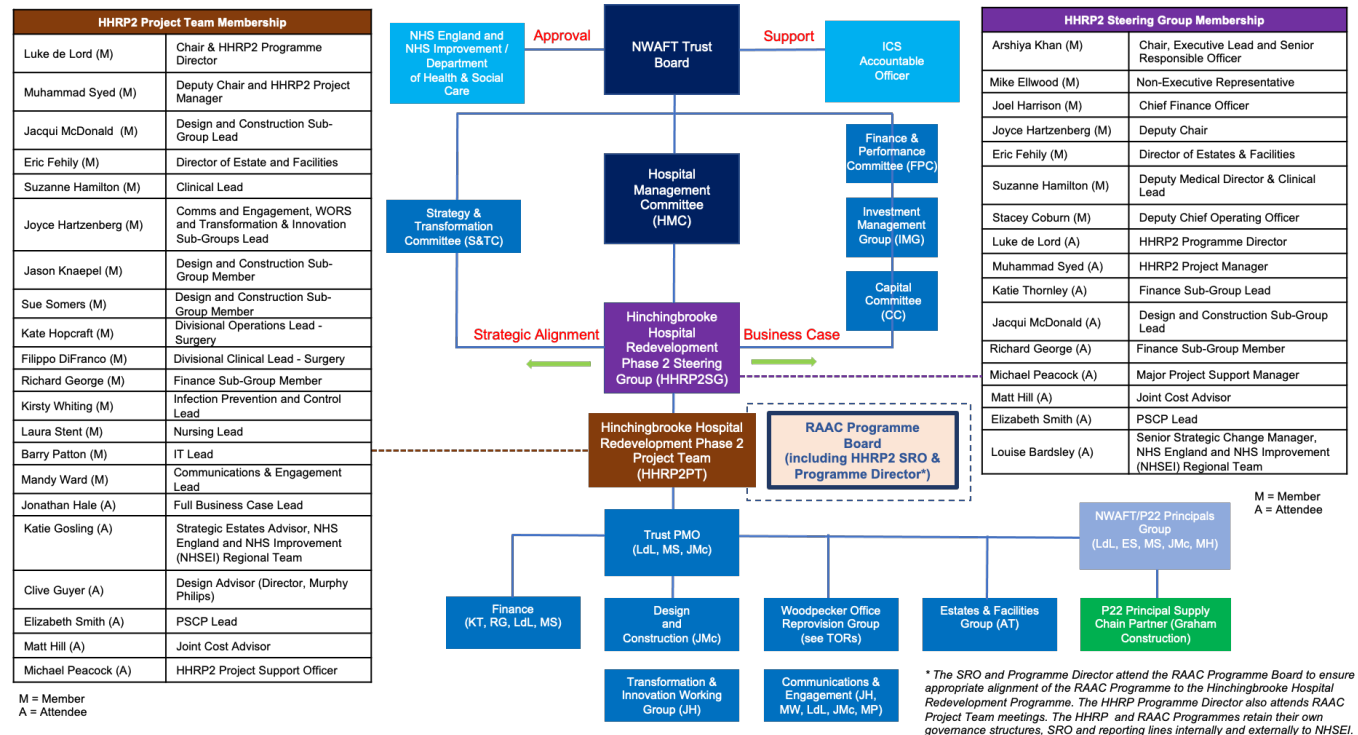 HHRP2 Project Team Membership
Luke de Lord (M)
Chair & HHRP2 Programme
Director
Muhammad Syed (M)
Deputy Chair and HHRP2 Project
Manager
Jacqui McDonald (M)
Design and Construction Sub-
Group Lead
Eric Fehily (M)
Director of Estate and Facilities
Suzanne Hamilton (M)
Clinical Lead
Joyce Hartzenberg (M)
Comms and Engagement, WORS
and Transformation & Innovation
Sub-Groups Lead
Jason Knaepel (M)
Design and Construction Sub-
Group Member
Sue Somers (M)
Design and Construction Sub-
Group Member
Kate Hopcraft (M)
Divisional Operations Lead -
Surgery
Filippo DiFranco (M)
Divisional Clinical Lead - Surgery
Richard George (M)
Finance Sub-Group Member
Kirsty Whiting (M)
Infection Prevention and Control
Lead
Laura Stent (M)
Nursing Lead
Barry Patton (M)
IT Lead
Mandy Ward (M)
Communications & Engagement
Lead
Jonathan Hale (A)
Full Business Case Lead
Katie Gosling (A)
Strategic Estates Advisor, NHS
England and NHS Improvement
(NHSEI) Regional Team
Clive Guyer (A)
Design Advisor (Director, Murphy
Philips)
Elizabeth Smith (A)
PSCP Lead
Matt Hill (A)
Joint Cost Advisor
Michael Peacock (A)
HHRP2 Project Support Officer
M = Member
A = Attendee
NHS England and
NHS Improvement /
Department
of Health & Social
Care
Approval
NWAFT Trust
Board
Support
ICS
Accountable
Officer
Strategy &
Transformation
Committee (S&TC)
Hospital
Management
Committee
(HMC)
Finance &
Performance
Committee (FPC)
Investment
Management
Group (IMG)
Capital
Committee
(CC)
Strategic Alignment
Hinchingbrooke
Hospital
Redevelopment
Phase 2 Steering
Group (HHRP2SG)
Business Case
Hinchingbrooke Hospital
Redevelopment Phase 2
Project Team
(HHRP2PT)
RAAC Programme
Board
(including HHRP2 SRO &
Programme Director*)
Trust PMO
(LdL, MS, JMc)
NWAFT/P22 Principals
Group
(LdL, ES, MS, JMc, MH)
Finance
(KT, RG, LdL, MS)
Design
and
Construction (JMc)
Woodpecker Office
Reprovision Group
(see TORs)
Estates & Facilities
Group (AT)
P22 Principal Supply
Chain Partner (Graham
Construction)
Transformation &
Innovation Working
Group (JH)
Communications &
Engagement (JH,
MW, LdL, JMc, MP)
HHRP2 Steering Group Membership
Arshiya Khan (M)
Chair, Executive Lead and Senior
Responsible Officer
Mike Ellwood (M)
Non-Executive Representative
Joel Harrison (M)
Chief Finance Officer
Joyce Hartzenberg (M)
Deputy Chair
Eric Fehily (M)
Director of Estates & Facilities
Suzanne Hamilton (M)
Deputy Medical Director & Clinical
Lead
Stacey Coburn (M)
Deputy Chief Operating Officer
Luke de Lord (A)
HHRP2 Programme Director
Muhammad Syed (A)
HHRP2 Project Manager
Katie Thornley (A)
Finance Sub-Group Lead
Jacqui McDonald (A)
Design and Construction Sub-Group
Lead
Richard George (A)
Finance Sub-Group Member
Michael Peacock (A)
Major Project Support Manager
Matt Hill (A)
Joint Cost Advisor
Elizabeth Smith (A)
PSCP Lead
Louise Bardsley (A)
Senior Strategic Change Manager,
NHS England and NHS Improvement
(NHSEI) Regional Team
M = Member
A = Attendee
* The SRO and Programme Director attend the RAAC Programme Board to ensure
appropriate alignment of the RAAC Programme to the Hinchingbrooke Hospital
Redevelopment Programme. The HHRP Programme Director also attends RAAC
Project Team meetings. The HHRP and RAAC Programmes retain their own
governance structures, SRO and reporting lines internally and externally to NHSEI.